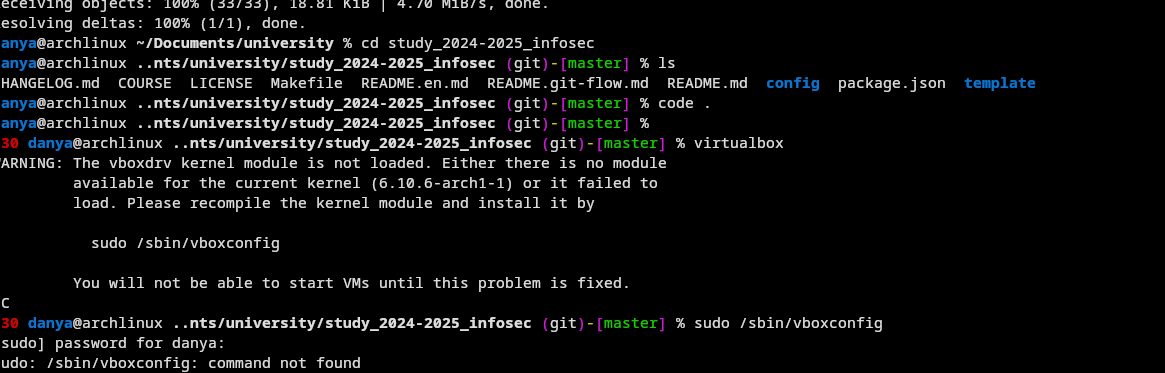 eceiving objects: 100% (33/33), 18.81 KiB | 4.70 MiB/s, done.
esolving deltas: 100% (1/1), done.
anya@archlinux ~/Documents/university % cd study_2024-2025_infosec
anya@archlinux ..nts/university/study_2024-2025_infosec (git)-[master] % ls
HANGELOG.md  COURSE  LICENSE  Makefile  README.en.md  README.git-flow.md  README.md  config  package.json  template
anya@archlinux ..nts/university/study_2024-2025_infosec (git)-[master] % code .
anya@archlinux ..nts/university/study_2024-2025_infosec (git)-[master] %
30 danya@archlinux ..nts/university/study_2024-2025_infosec (git)-[master] % virtualbox
ARNING: The vboxdrv kernel module is not loaded. Either there is no module
        available for the current kernel (6.10.6-arch1-1) or it failed to
        load. Please recompile the kernel module and install it by

          sudo /sbin/vboxconfig

        You will not be able to start VMs until this problem is fixed.
C
30 danya@archlinux ..nts/university/study_2024-2025_infosec (git)-[master] % sudo /sbin/vboxconfig
sudo] password for danya:
udo: /sbin/vboxconfig: command not found